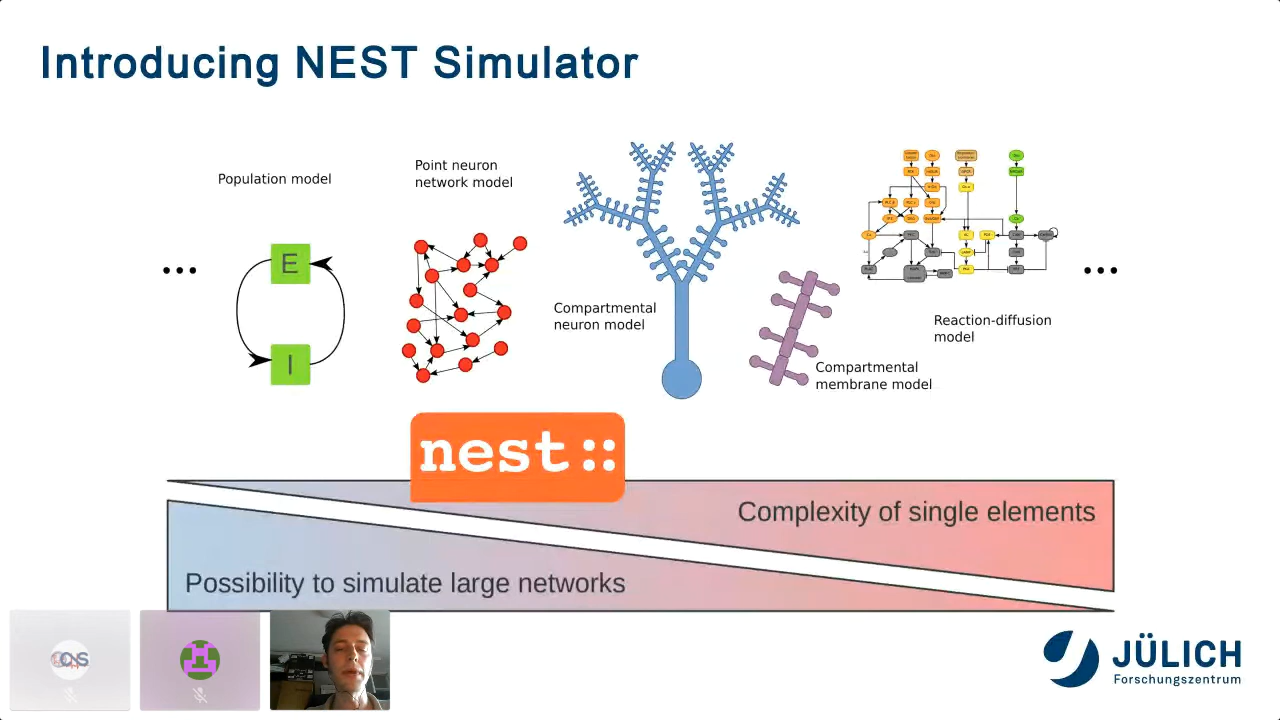 Introducing NEST Simulator
Population model
Point neuron
network model
E
I
Compartmental
neuron model
Compartmental
membrane model
Reaction-diffusion
model
nest::
Complexity of single elements
Possibility to simulate large networks
JÜLICH
Forschungszentrum